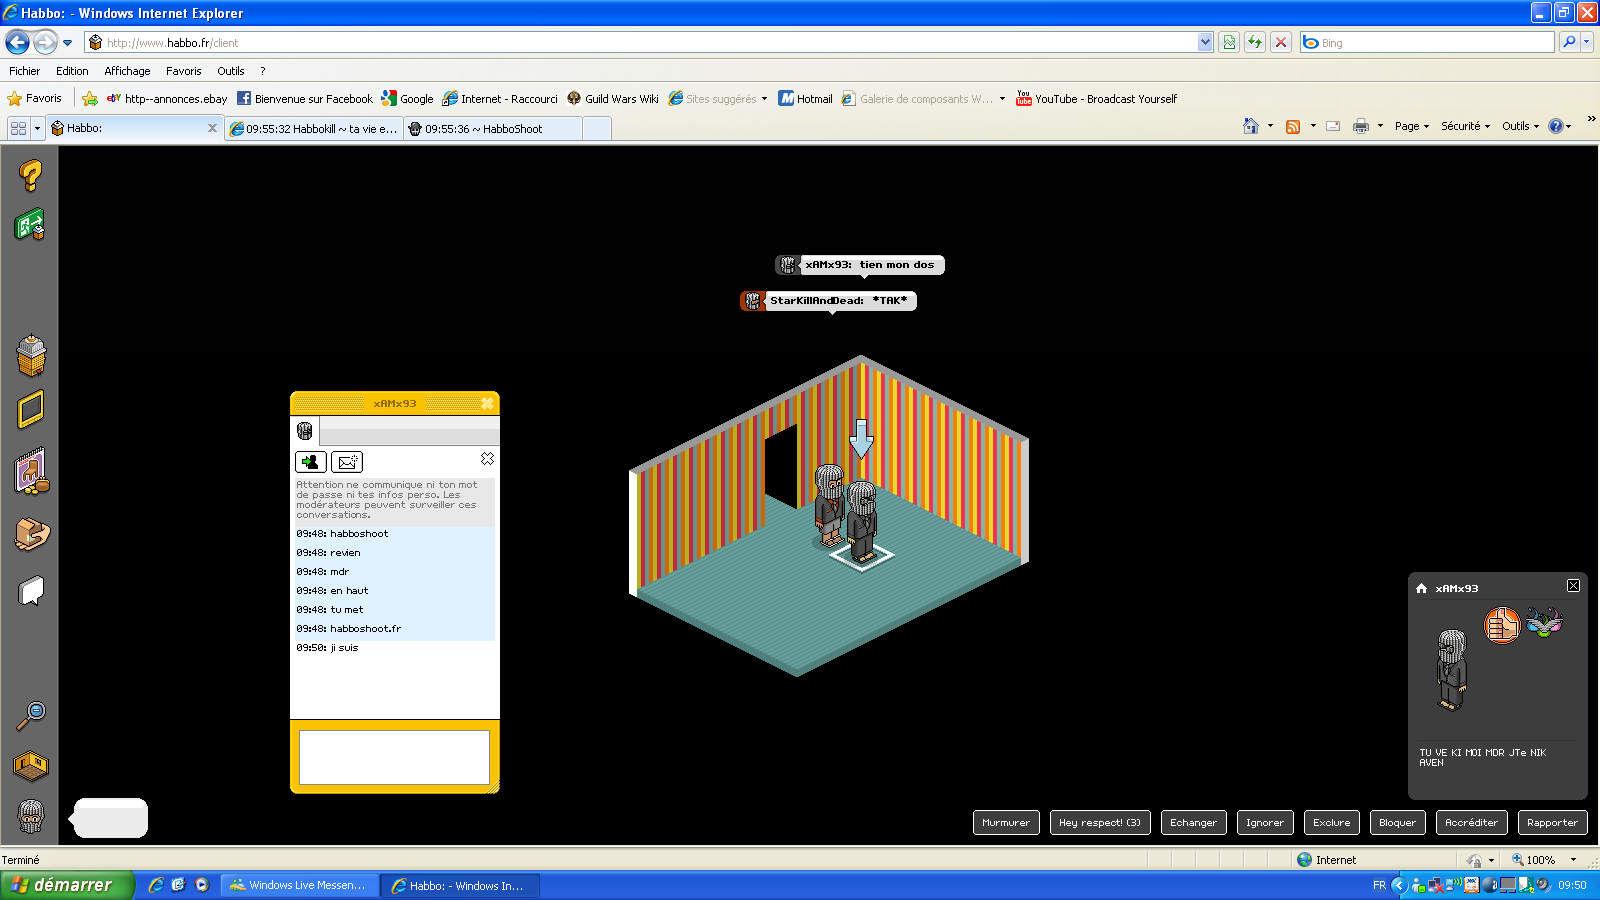 Habbo: - Windows Internet Explorer
http://www.habbo.fr/client
Bing
Fichier Edition Affichage Favoris Outils ?
Favoris http--annonces.ebay Bienvenue sur Facebook Google Internet - Raccourci Guild Wars Wiki Sites suggérés Hotmail Galerie de composants W... YouTube - Broadcast Yourself
Habbo: 09:55:32 Habbokill ~ ta vie e... 09:55:36 ~ HabboShoot Page Sécurité Outils
xAMx93: tien mon dos
StarKillAndDead: *TAK*
xAMx93
Attention ne communique ni ton mot
de passe ni tes infos perso. Les
modérateurs peuvent surveiller ces
conversations.
09:48: habboshoot
09:48: revien
09:48: mdr
09:48: en haut
09:48: tu met
09:48: habboshoot.fr
09:50: ji suis
xAMx93
TU VE KI MOI MDR JTe NIK
AVEN
Murmurer Hey respect! (3) Echanger Ignorer Exclure Bloquer Accréditer Rapporter
Terminé Internet 100%
démarrer Windows Live Messen... Habbo: - Windows In... FR 09:50